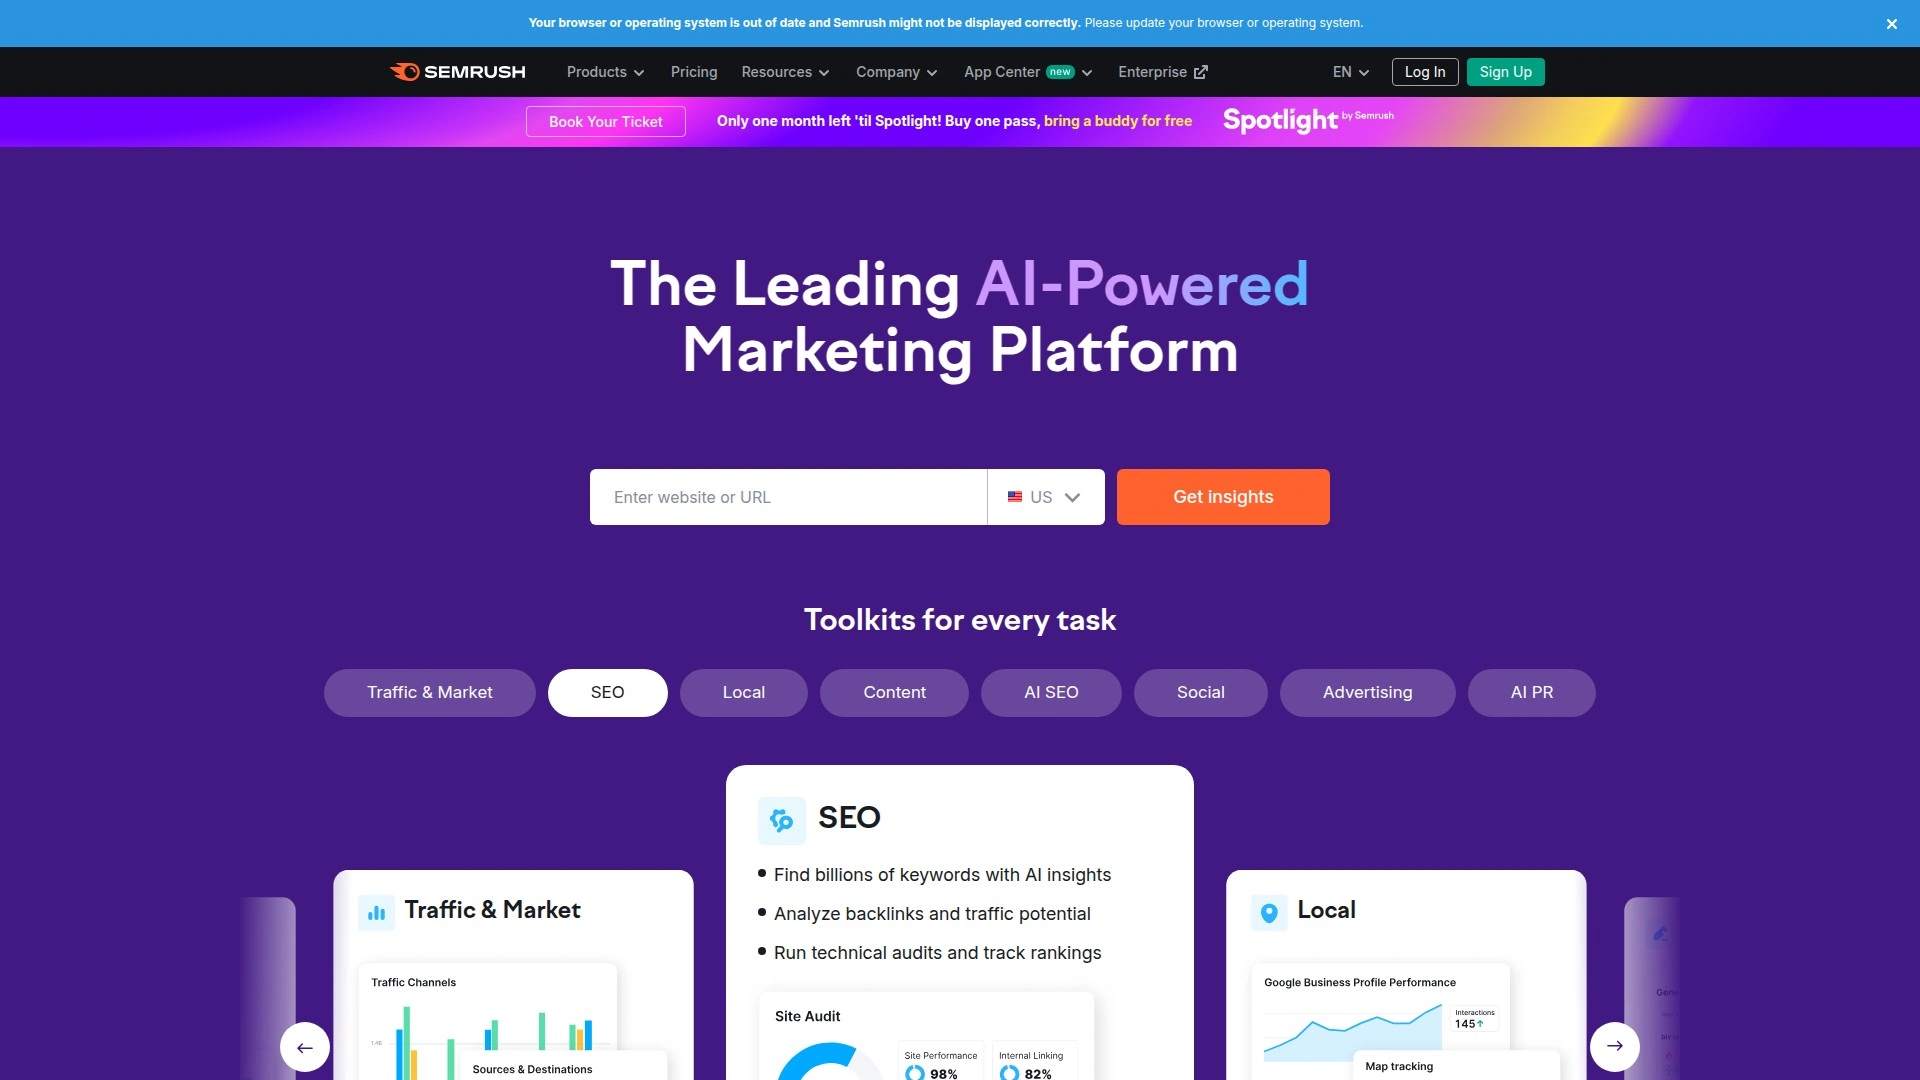 Your browser or operating system is out of date and Semrush might not be displayed correctly. Please update your browser or operating system.
SEMRUSH
Products
Pricing
Resources
Company
App Center new
Enterprise
EN
Log In
Sign Up
Book Your Ticket
Only one month left 'til Spotlight! Buy one pass, bring a buddy for free
Spotlight by Semrush
The Leading AI-Powered
Marketing Platform
Enter website or URL
US
Get insights
Toolkits for every task
Traffic & Market
SEO
Local
Content
AI SEO
Social
Advertising
AI PR
Traffic & Market
Traffic Channels
Sources & Destinations
SEO
Find billions of keywords with AI insights
Analyze backlinks and traffic potential
Run technical audits and track rankings
Site Audit
Site Performance
98%
Internal Linking
82%
Local
Google Business Profile Performance
Interactions
145
Map tracking